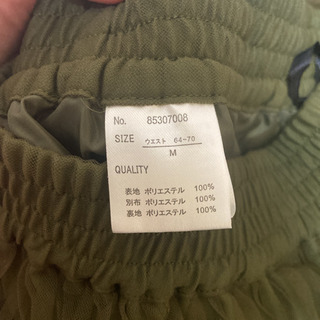 No. 85307008
SIZE ウエスト 64-70
M
QUALITY
表地 ポリエステル 100%
別布 ポリエステル 100%
裏地 ポリエステル 100%